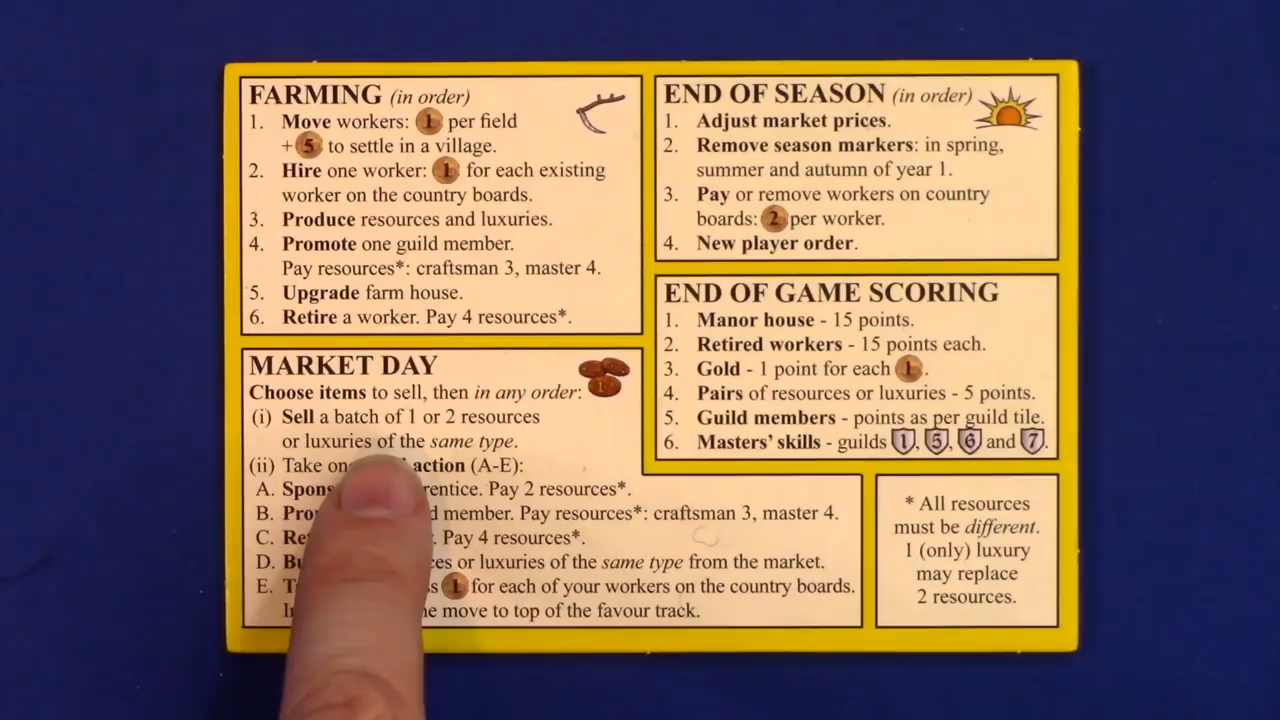 FARMING (in order)
1. Move workers: 1 per field
+ 5 to settle in a village.
2. Hire one worker: 1 for each existing
worker on the country boards.
3. Produce resources and luxuries.
4. Promote one guild member.
Pay resources*: craftsman 3, master 4.
5. Upgrade farm house.
6. Retire a worker. Pay 4 resources*.
MARKET DAY
Choose items to sell, then in any order:
1
(i) Sell a batch of 1 or 2 resources
or luxuries of the same type.
(ii) Take action (A-E):
A. Pay 2 resources*.
B. member. Pay resources*: craftsman 3, master 4.
C. Pay 4 resources*.
D. or luxuries of the same type from the market.
E. 1 for each of your workers on the country boards.
move to top of the favour track.
END OF SEASON (in order)
1. Adjust market prices.
2. Remove season markers: in spring,
summer and autumn of year 1.
3. Pay or remove workers on country
boards: 2 per worker.
4. New player order.
END OF GAME SCORING
1. Manor house - 15 points.
2. Retired workers - 15 points each.
3. Gold - 1 point for each 1.
4. Pairs of resources or luxuries - 5 points.
5. Guild members - points as per guild tile.
6. Masters' skills - guilds 1, 5, 6 and 7.
* All resources
must be different.
1 (only) luxury
may replace
2 resources.